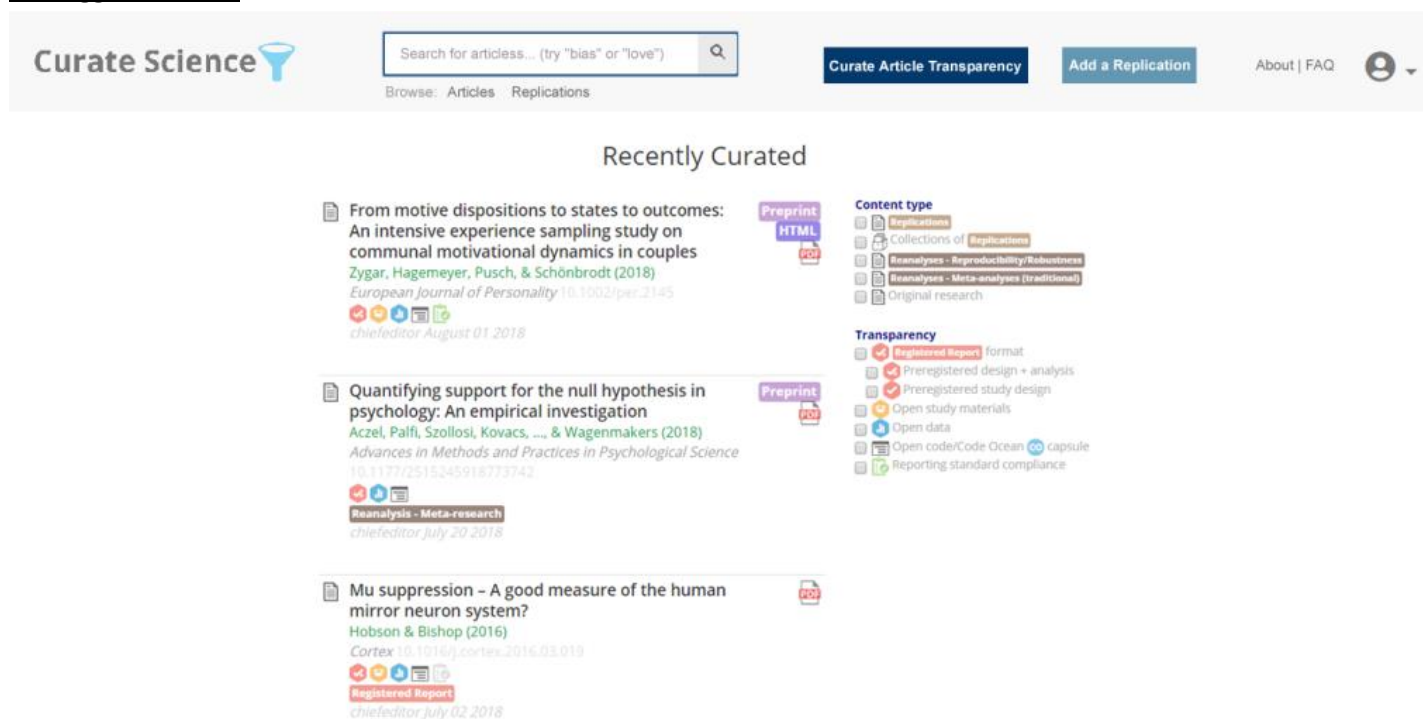 Curate Science
Search for articless... (try "bias" or "love")
Browse: Articles Replications
Curate Article Transparency
Add a Replication
About | FAQ
Recently Curated
From motive dispositions to states to outcomes:
An intensive experience sampling study on
communal motivational dynamics in couples
Zygar, Hagemeyer, Pusch, & Schönbrodt (2018)
European Journal of Personality 10.1002/per.2145
chiefeditor August 01 2018
Preprint
HTML
PDF
Quantifying support for the null hypothesis in
psychology: An empirical investigation
Aczel, Palfi, Szollosi, Kovacs, ..., & Wagenmakers (2018)
Advances in Methods and Practices in Psychological Science
10.1177/2515245918773742
Reanalysis - Meta-research
chiefeditor July 20 2018
Preprint
PDF
Mu suppression – A good measure of the human
mirror neuron system?
Hobson & Bishop (2016)
Cortex 10.1016/j.cortex.2016.03.019
Registered Report
chiefeditor July 02 2018
PDF
Content type
Replications
Collections of Replications
Reanalyses - Reproducibility/Robustness
Reanalyses - Meta-analyses (traditional)
Original research
Transparency
Registered Report format
Preregistered design + analysis
Preregistered study design
Open study materials
Open data
Open code/Code Ocean capsule
Reporting standard compliance